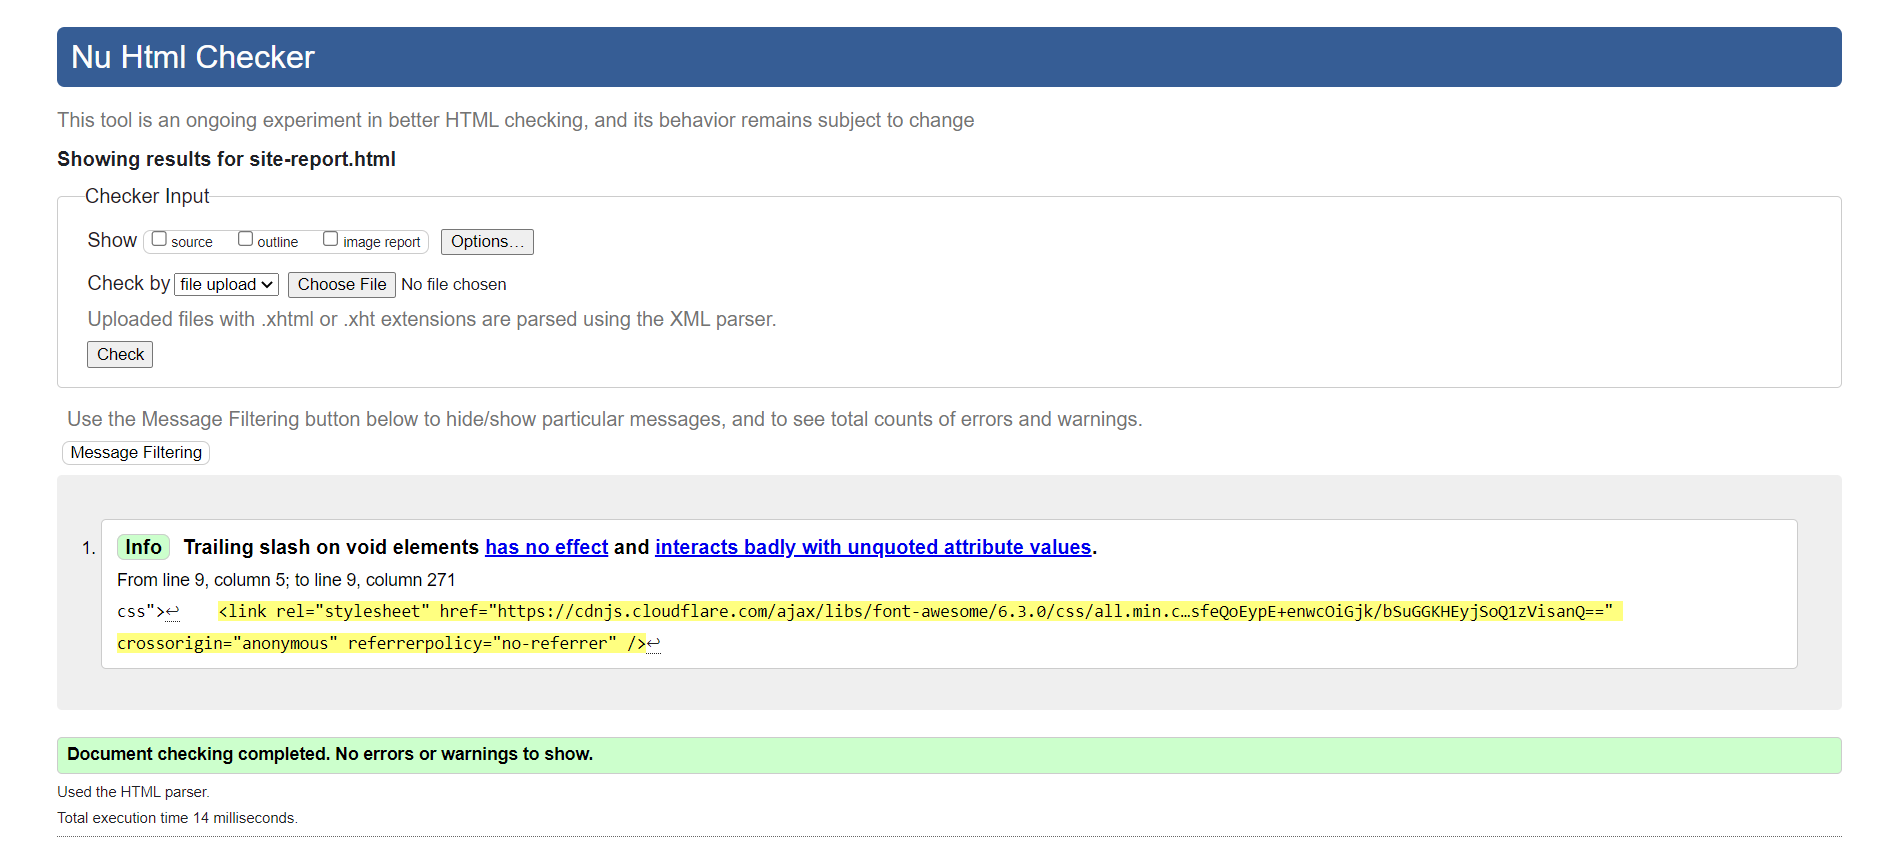 Nu Html Checker
This tool is an ongoing experiment in better HTML checking, and its behavior remains subject to change
Showing results for site-report.html
Checker Input
Show source outline image report Options…
Check by file upload Choose File No file chosen
Uploaded files with .xhtml or .xht extensions are parsed using the XML parser.
Check
Use the Message Filtering button below to hide/show particular messages, and to see total counts of errors and warnings.
Message Filtering
1. Info Trailing slash on void elements has no effect and interacts badly with unquoted attribute values.
From line 9, column 5; to line 9, column 271
css">↩ <link rel="stylesheet" href="https://cdnjs.cloudflare.com/ajax/libs/font-awesome/6.3.0/css/all.min.c…sfeQoEypE+enwcOiGjk/bSuGGKHEyjSoQ1zVisanQ=="
crossorigin="anonymous" referrerpolicy="no-referrer" />↩
Document checking completed. No errors or warnings to show.
Used the HTML parser.
Total execution time 14 milliseconds.